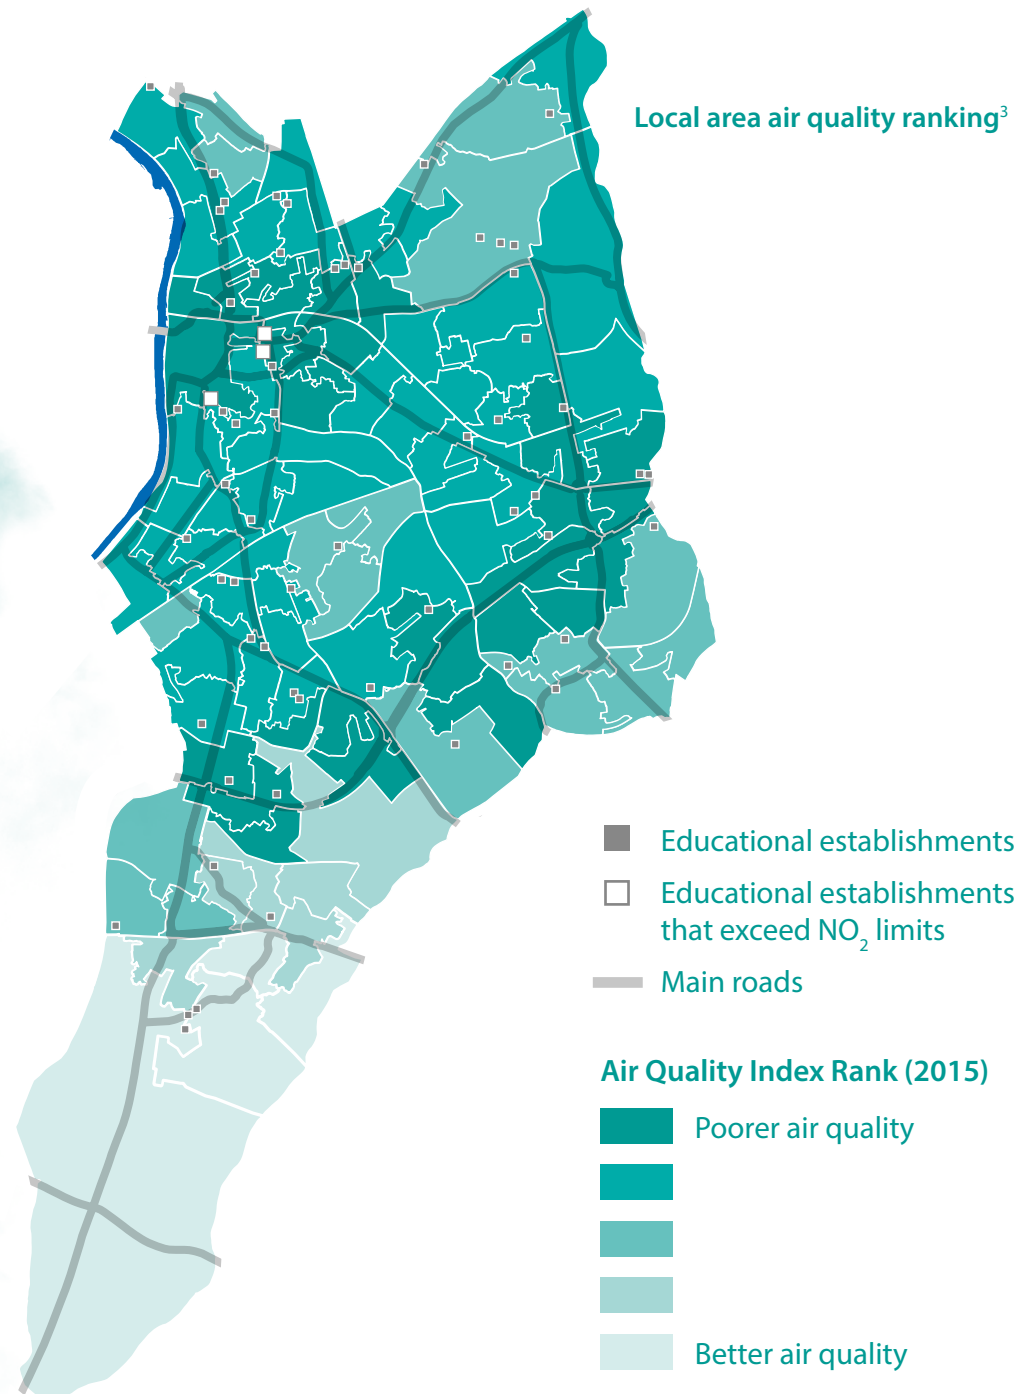 Local area air quality ranking³
Educational establishments
Educational establishments
that exceed NO₂ limits
Main roads
Air Quality Index Rank (2015)
Poorer air quality
Better air quality